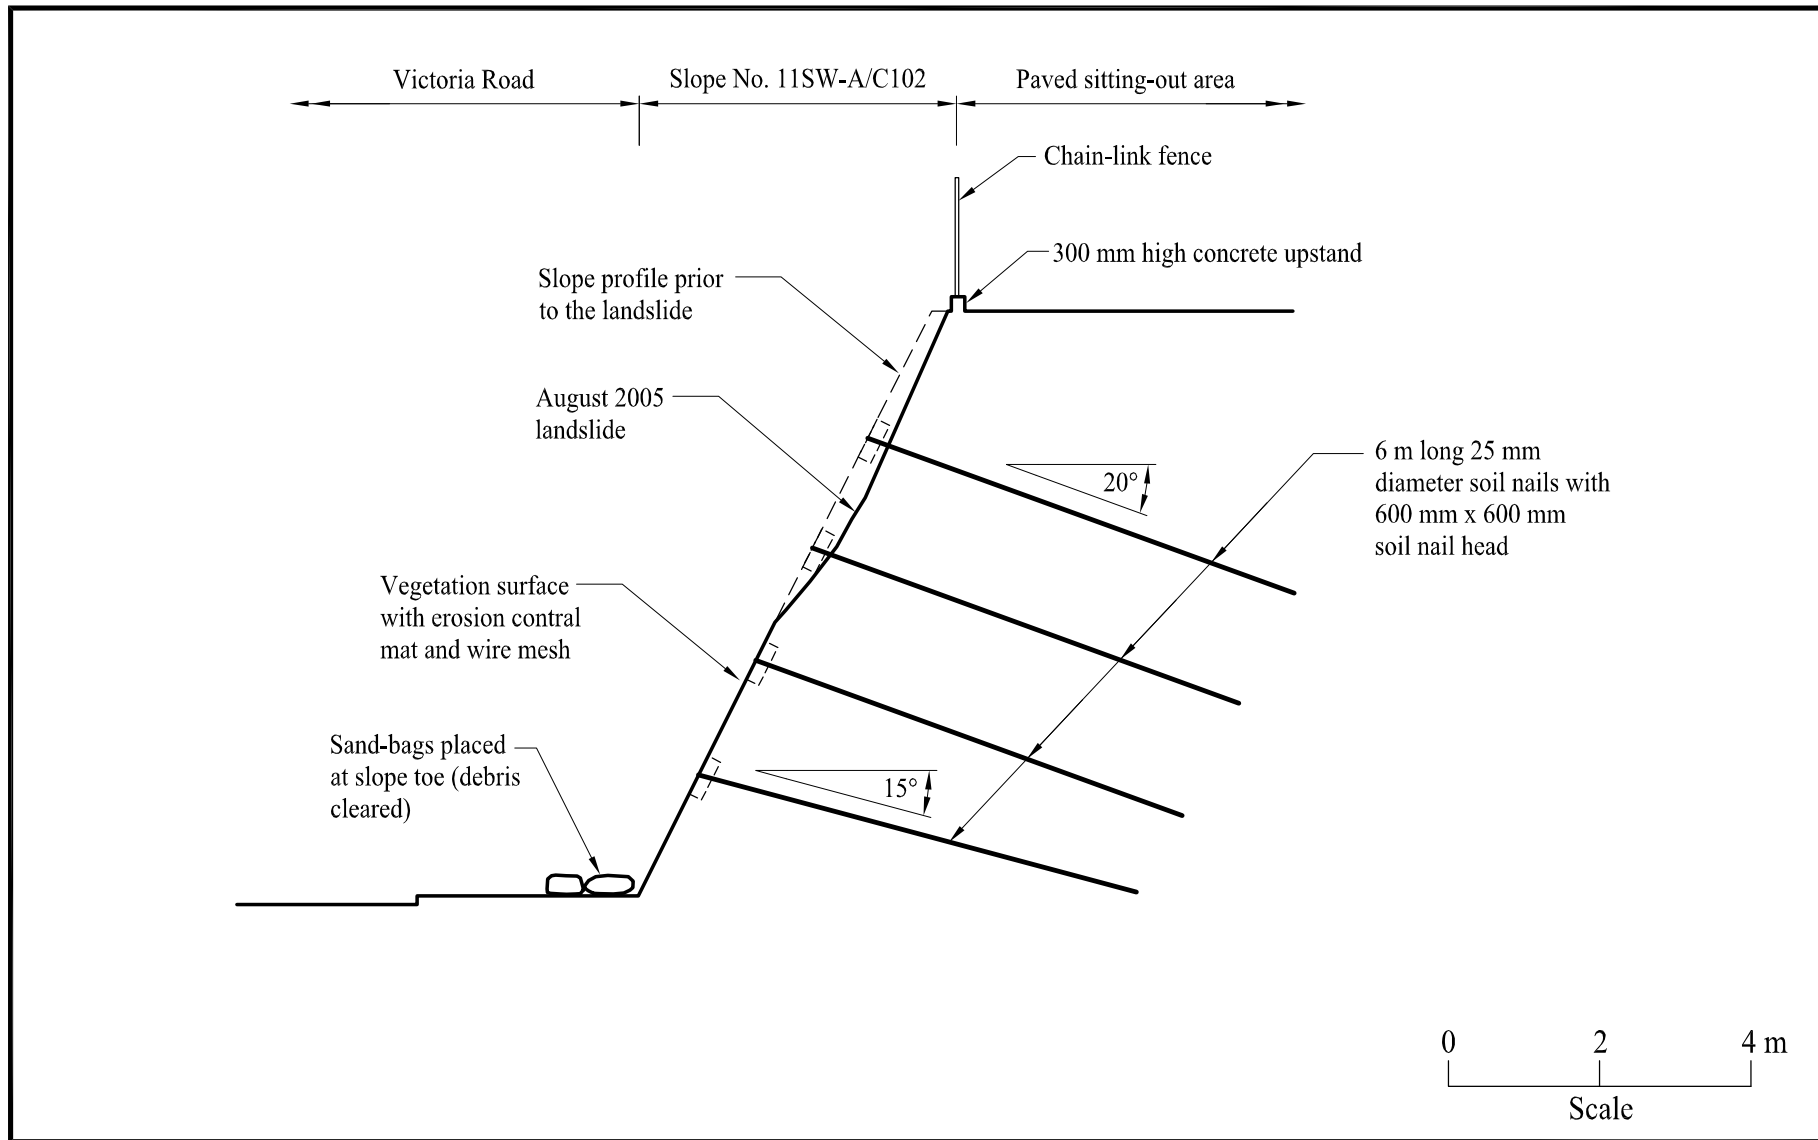 Victoria Road
Slope No. 11SW-A/C102
Paved sitting-out area
Chain-link fence
300 mm high concrete upstand
Slope profile prior
to the landslide
August 2005
landslide
20°
6 m long 25 mm
diameter soil nails with
600 mm x 600 mm
soil nail head
Vegetation surface
with erosion contral
mat and wire mesh
Sand-bags placed
at slope toe (debris
cleared)
15°
0 2 4 m
Scale